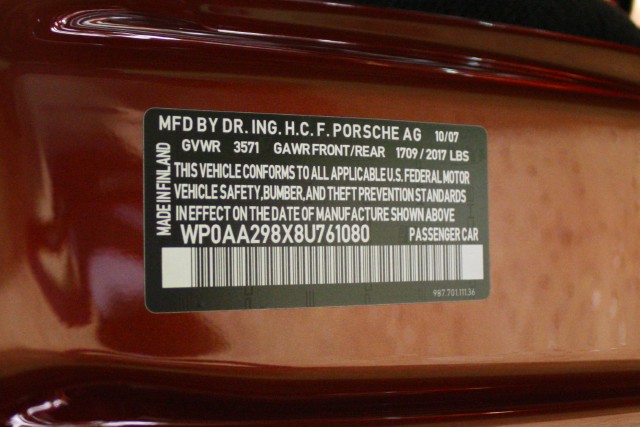 MFD BY DR. ING. H.C. F. PORSCHE AG 10/07
GVWR 3571 GAWR FRONT/REAR 1709 / 2017 LBS
THIS VEHICLE CONFORMS TO ALL APPLICABLE U.S. FEDERAL MOTOR
VEHICLE SAFETY, BUMBER, AND THEFT PREVENTION STANDARDS
IN EFFECT ON THE DATE OF MANUFACTURE SHOWN ABOVE
WP0AA298X8U761080 PASSENGER CAR
MADE IN FINLAND
987.701.111.36